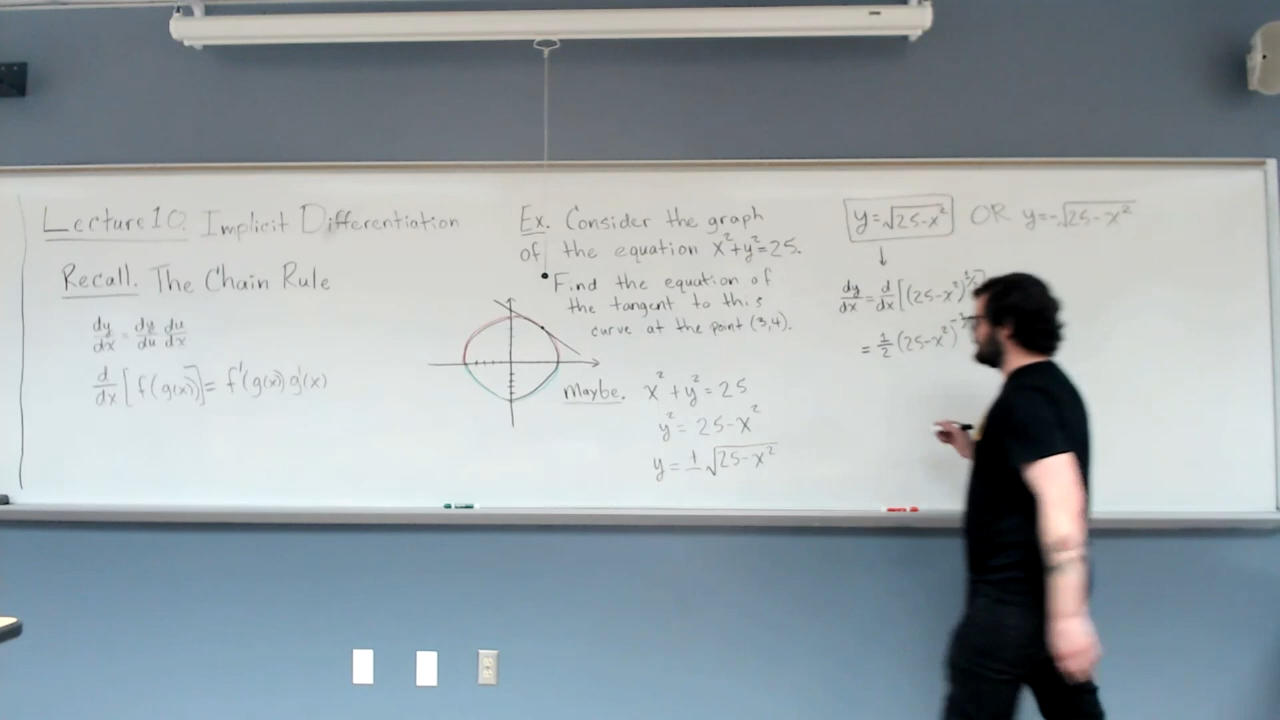 Lecture 10. Implicit Differentiation
Recall. The Chain Rule
dy/dx = dy/du du/dx
d/dx [f(g(x))] = f'(g(x)) g'(x)
Ex. Consider the graph
of the equation x²+y²=25.
Find the equation of
the tangent to this
curve at the point (3,4).
Maybe. x²+y²=25
y²=25-x²
y=±√25-x²
y=√25-x² OR y=-√25-x²
↓
dy/dx = d/dx [(25-x²)
= 1/2 (25-x²)